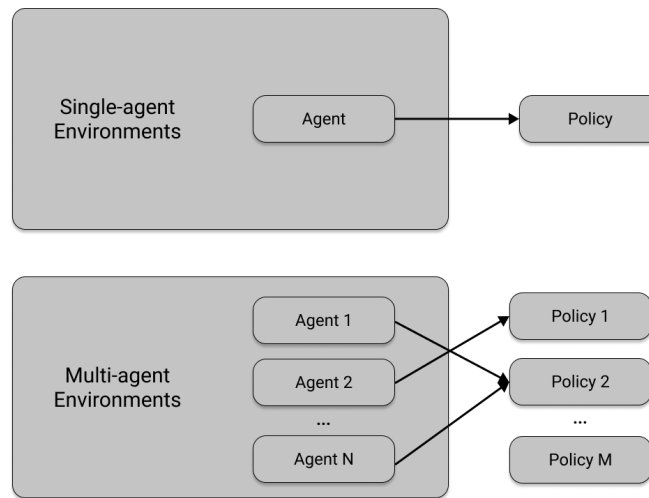 Single-agent
Environments
Agent
Policy
Multi-agent
Environments
Agent 1
Agent 2
...
Agent N
Policy 1
Policy 2
...
Policy M